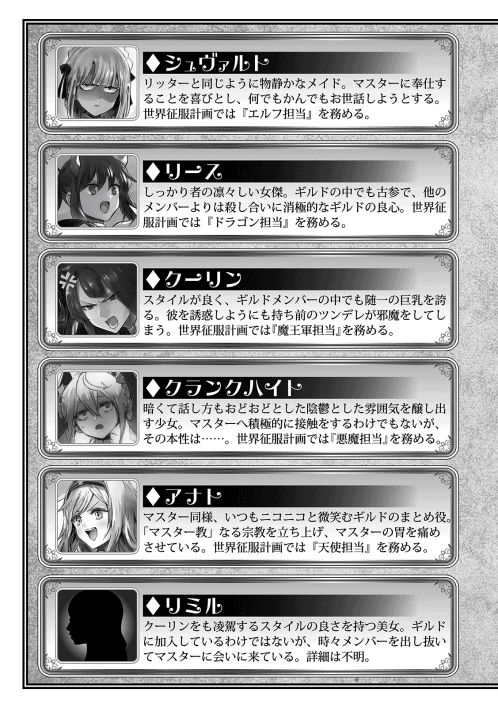 ◆シュヴァルト
リッターと同じように物静かなメイド。マスターに奉仕す
ることを喜びとし、何でもかんでもお世話しようとする。
世界征服計画では『エルフ担当』を務める。
◆リース
しっかり者の凛々しい女傑。ギルドの中でも古参で、他の
メンバーよりは殺し合いに消極的なギルドの良心。世界征
服計画では『ドラゴン担当』を務める。
◆クーリン
スタイルが良く、ギルドメンバーの中でも随一の巨乳を誇
る。彼を誘惑しようにも持ち前のツンデレが邪魔をしてし
まう。世界征服計画では『魔王軍担当』を務める。
◆クランクハイト
暗くて話し方もおどおどとした陰鬱とした雰囲気を醸し出
す少女。マスターへ積極的に接触をするわけでもないが、
その本性は……。世界征服計画では『悪魔担当』を務める。
◆アナト
マスター同様、いつもニコニコと微笑むギルドのまとめ役。
「マスター教」なる宗教を立ち上げ、マスターの胃を痛め
させている。世界征服計画では『天使担当』を務める。
◆リミル
クーリンをも凌駕するスタイルの良さを持つ美女。ギルド
に加入しているわけではないが、時々メンバーを出し抜い
てマスターに会いに来ている。詳細は不明。